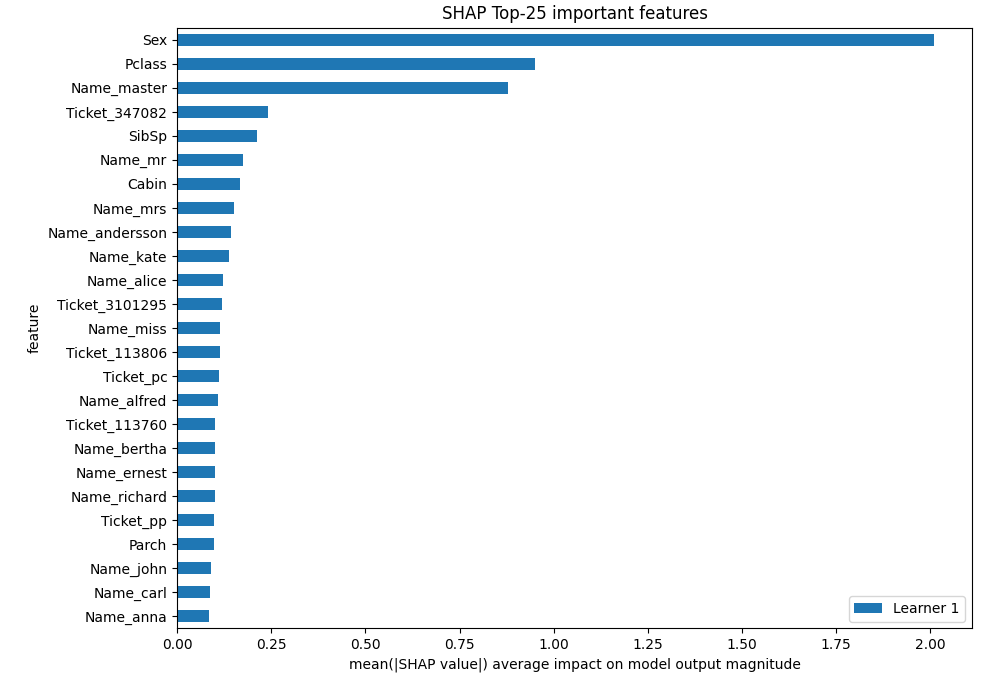 SHAP Top-25 important features
Sex
Pclass
Name_master
Ticket_347082
SibSp
Name_mr
Cabin
Name_mrs
Name_andersson
Name_kate
Name_alice
Ticket_3101295
Name_miss
Ticket_113806
Ticket_pc
Name_alfred
Ticket_113760
Name_bertha
Name_ernest
Name_richard
Ticket_pp
Parch
Name_john
Name_carl
Name_anna
feature
Learner 1
0.00 0.25 0.50 0.75 1.00 1.25 1.50 1.75 2.00
mean(|SHAP value|) average impact on model output magnitude